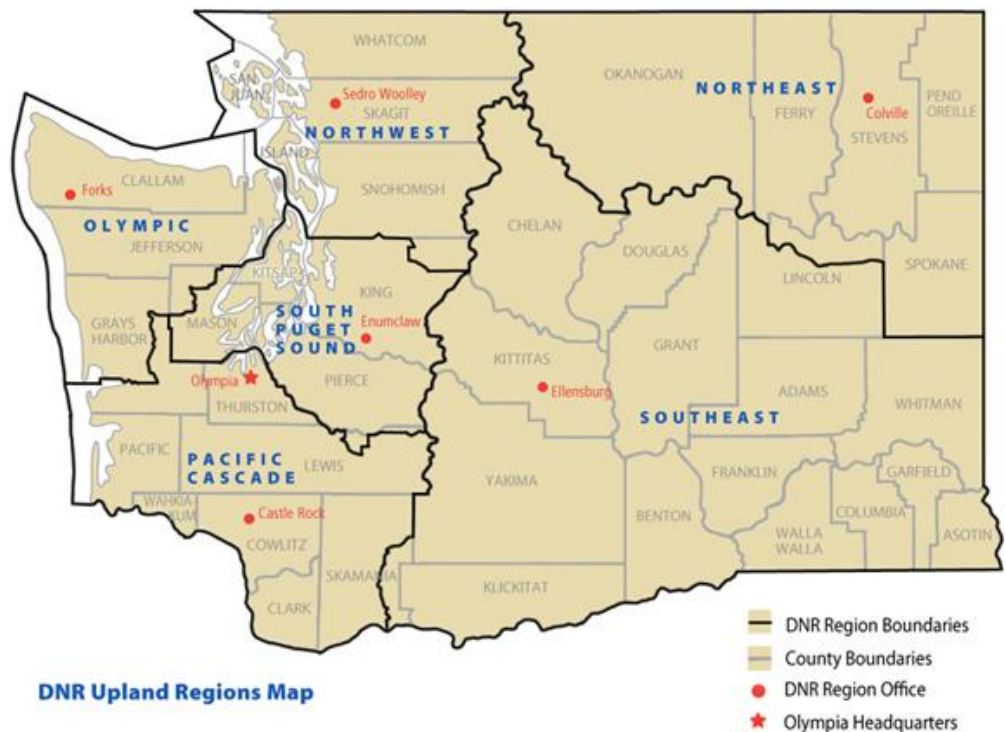 WHATCOM
OKANOGAN
NORTHEAST
FERRY
PEND
OREILLE
SAN
JUAN
Sedro Woolley
SKAGIT
NORTHWEST
Colville
STEVENS
ISLAND
CLALLAM
Forks
SNOHOMISH
OLYMPIC
JEFFERSON
CHELAN
DOUGLAS
KITSAP
KING
LINCOLN
SPOKANE
GRAYS
HARBOR
MASON
SOUTH
PUGET
SOUND
Enumclaw
GRANT
KITTITAS
Olympia
PIERCE
Ellensburg
ADAMS
THURSTON
SOUTHEAST
WHITMAN
PACIFIC
PACIFIC
CASCADE
LEWIS
YAKIMA
FRANKLIN
GARFIELD
WAHKIA
KUM
Castle Rock
BENTON
COLUMBIA
COWLITZ
WALLA
WALLA
ASOTIN
SKAMANIA
KLICKITAT
CLARK
DNR Region Boundaries
County Boundaries
DNR Region Office
Olympia Headquarters
DNR Upland Regions Map